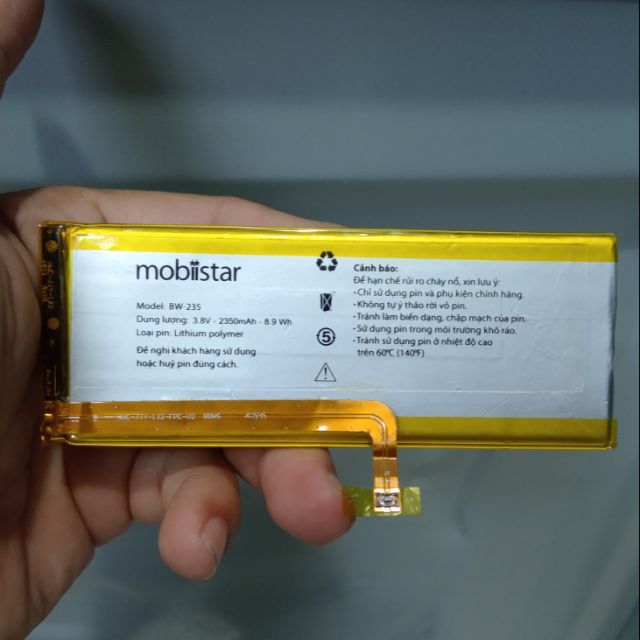 mobiistar
Model: BW-235
Dung lượng: 3.8V - 2350mAh - 8.9 Wh
Loại pin: Lithium polymer
Đề nghị khách hàng sử dụng
hoặc huỷ pin đúng cách.
5
Cảnh báo:
Để hạn chế rủi ro cháy nổ, xin lưu ý:
- Chỉ sử dụng pin và phụ kiện chính hãng.
- Không tự ý tháo rời vỏ pin.
- Tránh làm biến dạng, chập mạch của pin.
- Sử dụng pin trong môi trường khô ráo.
- Tránh sử dụng pin ở nhiệt độ cao
trên 60ºC (140ºF)